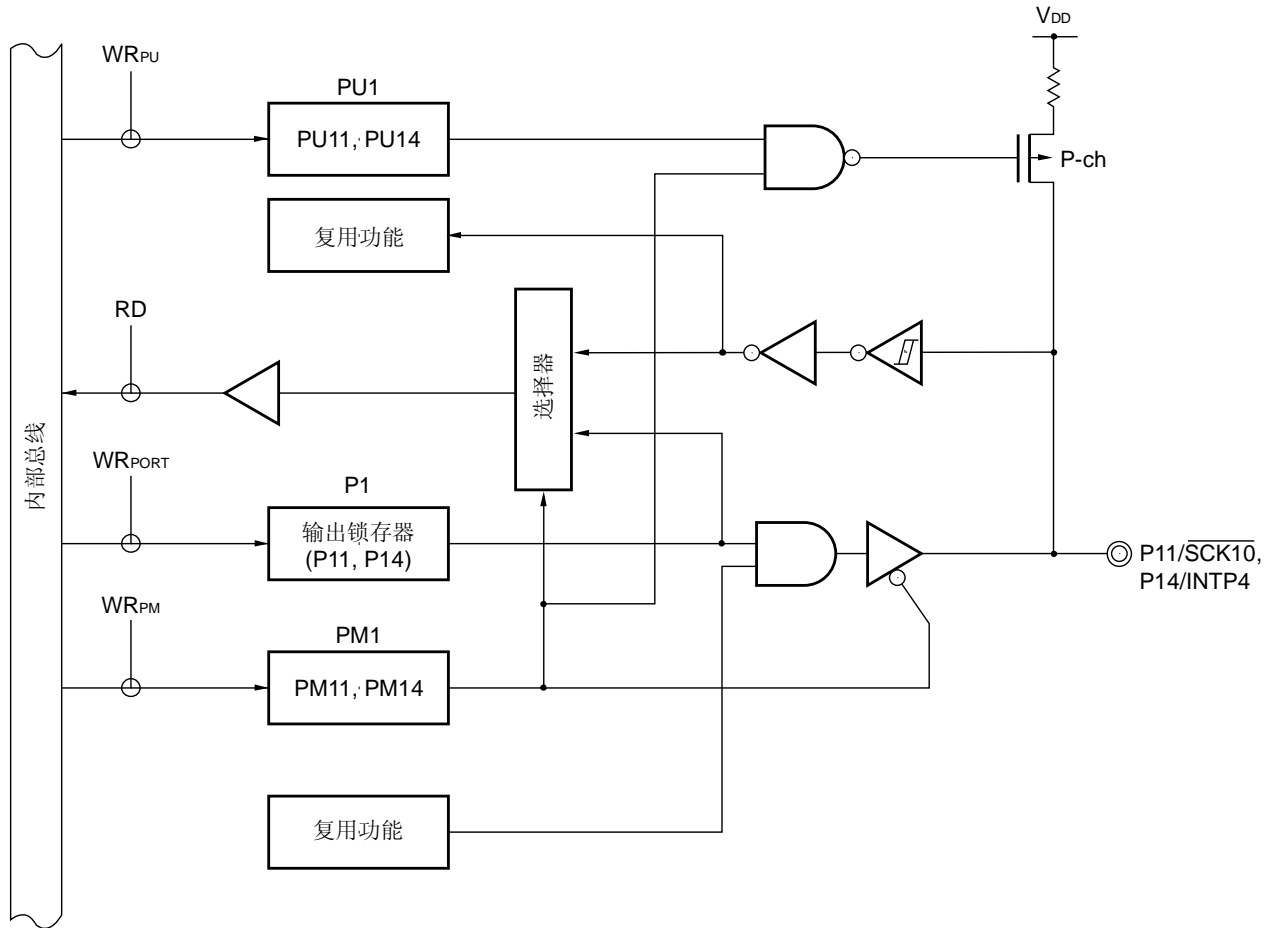 VDD
WRPU
PU1
PU11, PU14
P-ch
复用功能
RD
选择器
内部总线
WRPORT
P1
输出锁存器
(P11, P14)
P11/SCK10,
P14/INTP4
WRPM
PM1
PM11, PM14
复用功能